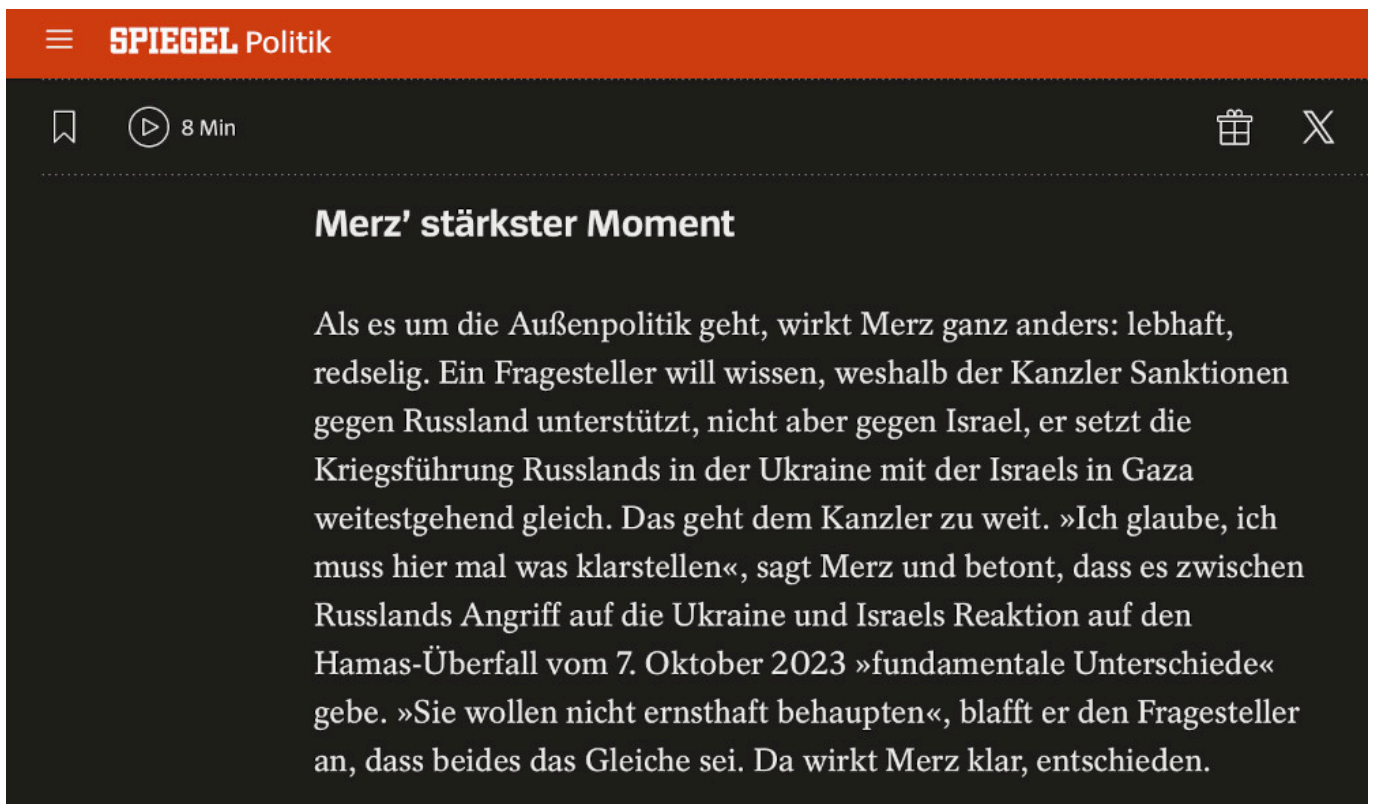 SPIEGEL Politik
8 Min
Merz’ stärkster Moment
Als es um die Außenpolitik geht, wirkt Merz ganz anders: lebhaft,
redselig. Ein Fragesteller will wissen, weshalb der Kanzler Sanktionen
gegen Russland unterstützt, nicht aber gegen Israel, er setzt die
Kriegsführung Russlands in der Ukraine mit der Israels in Gaza
weitestgehend gleich. Das geht dem Kanzler zu weit. »Ich glaube, ich
muss hier mal was klarstellen«, sagt Merz und betont, dass es zwischen
Russlands Angriff auf die Ukraine und Israels Reaktion auf den
Hamas-Überfall vom 7. Oktober 2023 »fundamentale Unterschiede«
gebe. »Sie wollen nicht ernsthaft behaupten«, blafft er den Fragesteller
an, dass beides das Gleiche sei. Da wirkt Merz klar, entschieden.